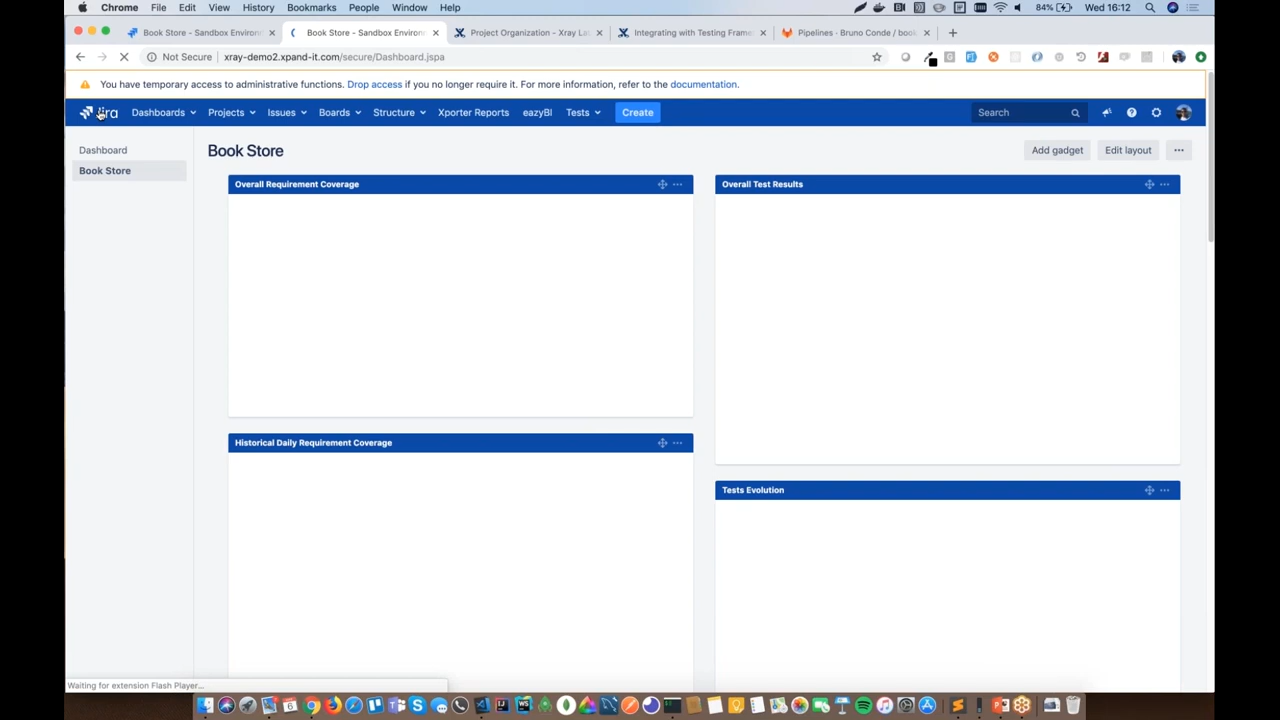 Chrome File Edit View History Bookmarks People Window Help 84% Wed 16:12
Book Store - Sandbox Environ Book Store - Sandbox Environ Project Organization - Xray La Integrating with Testing Frame Pipelines · Bruno Conde / book
Not Secure xray-demo2.xpand-it.com/secure/Dashboard.jspa
You have temporary access to administrative functions. Drop access if you no longer require it. For more information, refer to the documentation.
Jira Dashboards Projects Issues Boards Structure Xporter Reports eazyBI Tests Create Search
Dashboard
Book Store
Book Store
Add gadget Edit layout
Overall Requirement Coverage
Overall Test Results
Historical Daily Requirement Coverage
Tests Evolution
Waiting for extension Flash Player...